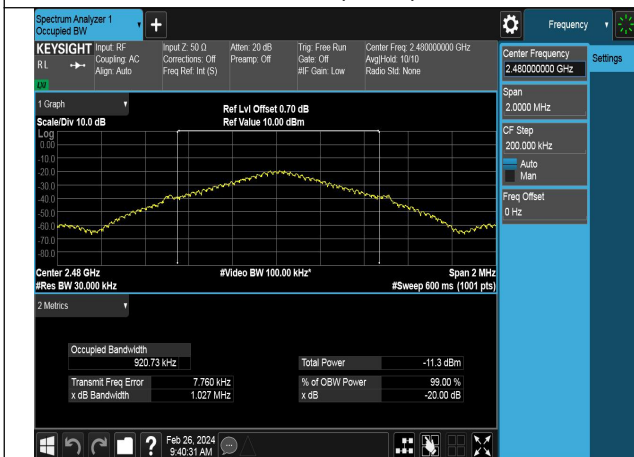 Spectrum Analyzer 1
Occupied BW
Frequency
KEYSIGHT
R L
LXI
Input: RF
Coupling: AC
Align: Auto
Input Z: 50 Ω
Corrections: Off
Freq Ref: Int (S)
Atten: 20 dB
Preamp: Off
Trig: Free Run
Gate: Off
#IF Gain: Low
Center Freq: 2.480000000 GHz
Avg|Hold: 10/10
Radio Std: None
Center Frequency
2.480000000 GHz
Settings
Span
2.0000 MHz
CF Step
200.000 kHz
Auto
Man
Freq Offset
0 Hz
1 Graph
Scale/Div 10.0 dB
Ref Lvl Offset 0.70 dB
Ref Value 10.00 dBm
Log
0.00
-10.0
-20.0
-30.0
-40.0
-50.0
-60.0
-70.0
-80.0
Center 2.48 GHz
#Res BW 30.000 kHz
#Video BW 100.00 kHz*
Span 2 MHz
#Sweep 600 ms (1001 pts)
2 Metrics
Occupied Bandwidth
920.73 kHz
Total Power -11.3 dBm
Transmit Freq Error 7.760 kHz
% of OBW Power 99.00 %
x dB Bandwidth 1.027 MHz
x dB -20.00 dB
?
Feb 26, 2024
9:40:31 AM